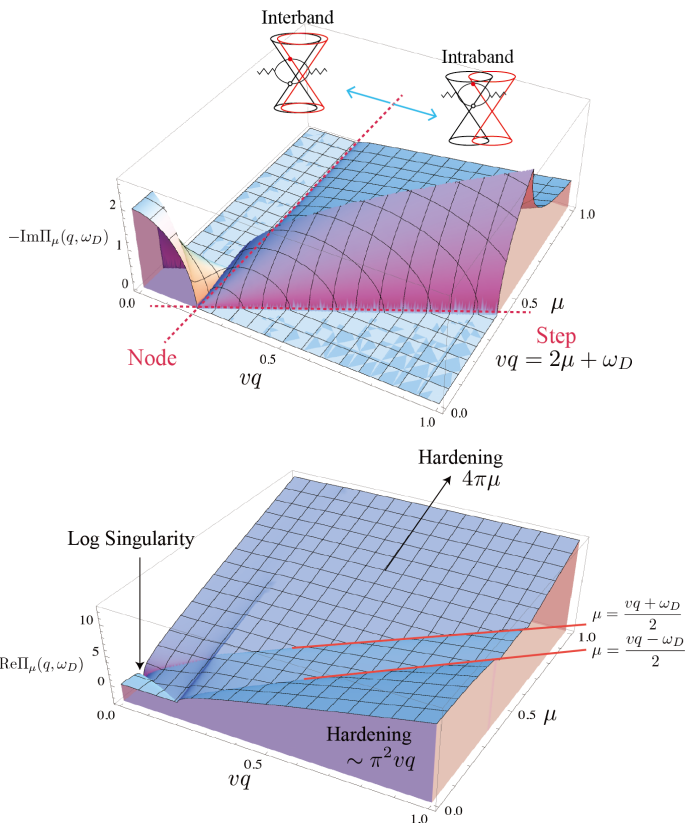 Interband
Intraband
2
1
0
−ImΠμ(q, ωD)
0.0
0.5
1.0
vq
0.0
0.5
1.0
μ
Node
Step
vq = 2μ + ωD
Hardening
4πμ
Log Singularity
10
5
0
ReΠμ(q, ωD)
μ = (vq + ωD)/2
μ = (vq − ωD)/2
0.0
0.5
1.0
vq
0.0
0.5
1.0
μ
Hardening
∼ π²vq